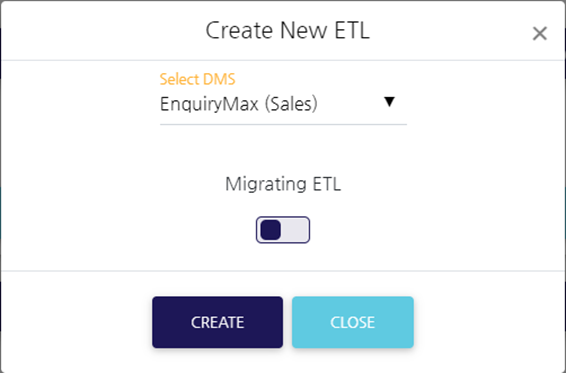 Create New ETL
Select DMS
EnquiryMax (Sales)
Migrating ETL
CREATE
CLOSE